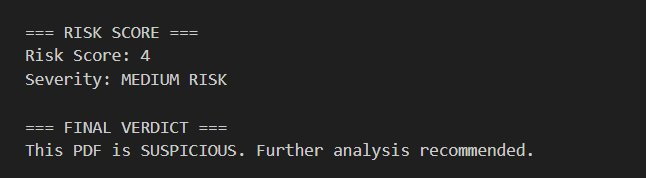 === RISK SCORE ===
Risk Score: 4
Severity: MEDIUM RISK
=== FINAL VERDICT ===
This PDF is SUSPICIOUS. Further analysis recommended.